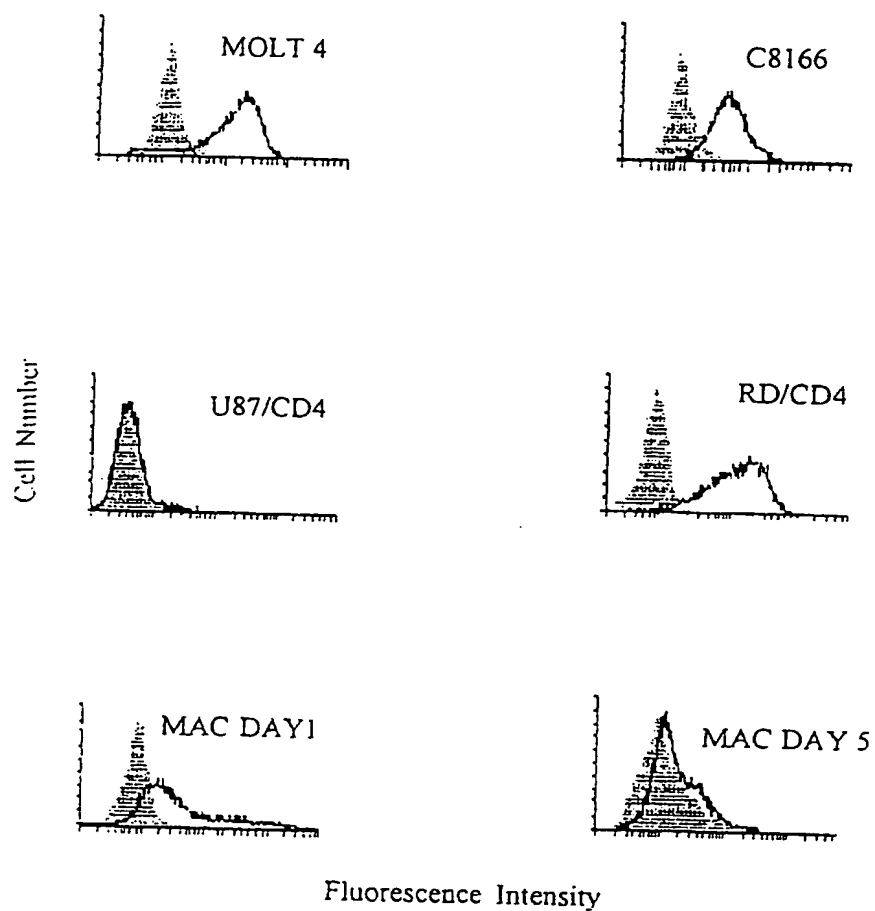 MOLT 4
C8166
Cell Number
U87/CD4
RD/CD4
MAC DAY1
MAC DAY 5
Fluorescence Intensity